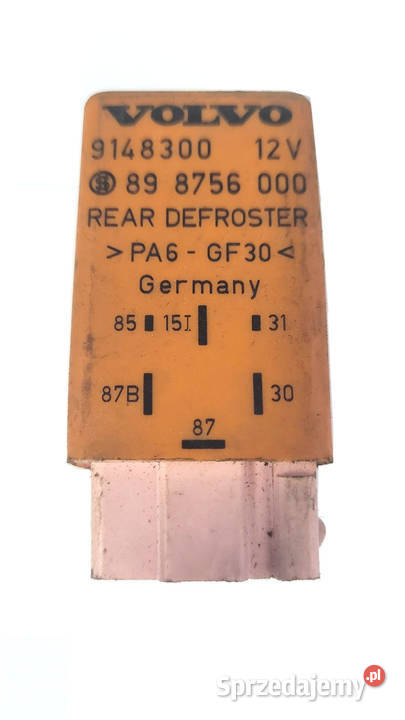 VOLVO
9148300 12V
S 89 8756 000
REAR DEFROSTER
>PA6 - GF30<
Germany
85 15I 31
87B 30
87
Sprzedajemy.pl